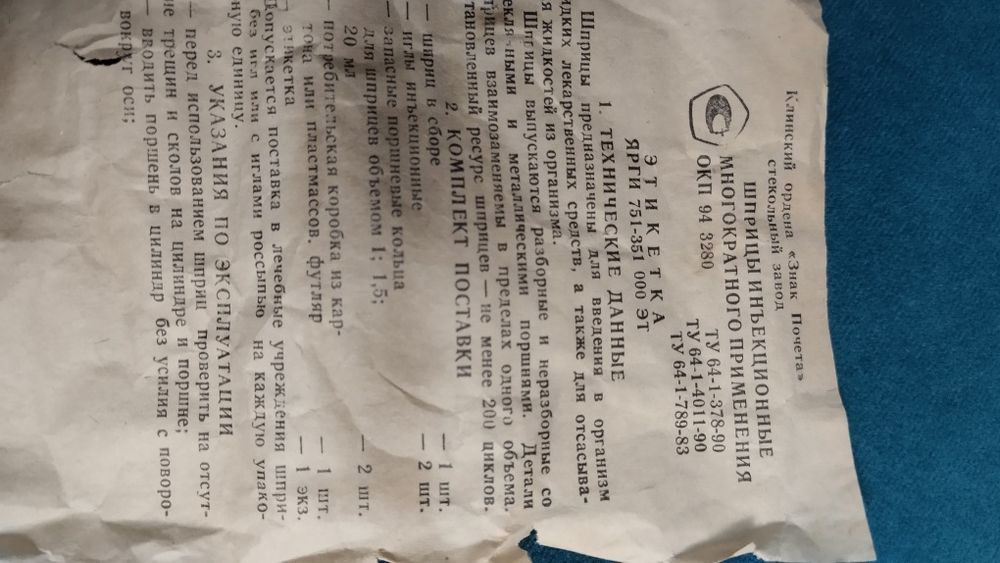 Клинский ордена «Знак Почета»
стекольный завод
ШПРИЦЫ ИНЪЕКЦИОННЫЕ
МНОГОКРАТНОГО ПРИМЕНЕНИЯ
ОКП 94 3280
ТУ 64-1-378-90
ТУ 64-1-4011-90
ТУ 64-1-789-83
ЭТИКЕТКА
ЯРГИ 751-351 000 ЭТ
1. ТЕХНИЧЕСКИЕ ДАННЫЕ
Шприцы предназначены для введения в организм
идких лекарственных средств, а также для отсасыва-
я жидкостей из организма.
Шприцы выпускаются разборные и неразборные со
екля ными и металлическими поршнями. Детали
прицев взаимозаменяемы в пределах одного объема.
тановленный ресурс шприцев — не менее 200 циклов.
2. КОМПЛЕКТ ПОСТАВКИ
— шприц в сборе — 1 шт.
— иглы инъекционные — 2 шт.
— запасные поршневые кольца
для шприцев объемом 1; 1,5;
20 мл — 2 шт.
— потребительская коробка из кар-
тона или пластмассов. футляр — 1 шт.
этикетка — 1 экз.
Допускается поставка в лечебные учреждения шпри-
без игл или с иглами россыпью на каждую упако-
ную единицу.
3. УКАЗАНИЯ ПО ЭКСПЛУАТАЦИИ
— перед использованием шприц проверить на отсут-
ие трещин и сколов на цилиндре и поршне;
— вводить поршень в цилиндр без усилия с поворо-
вокруг оси;